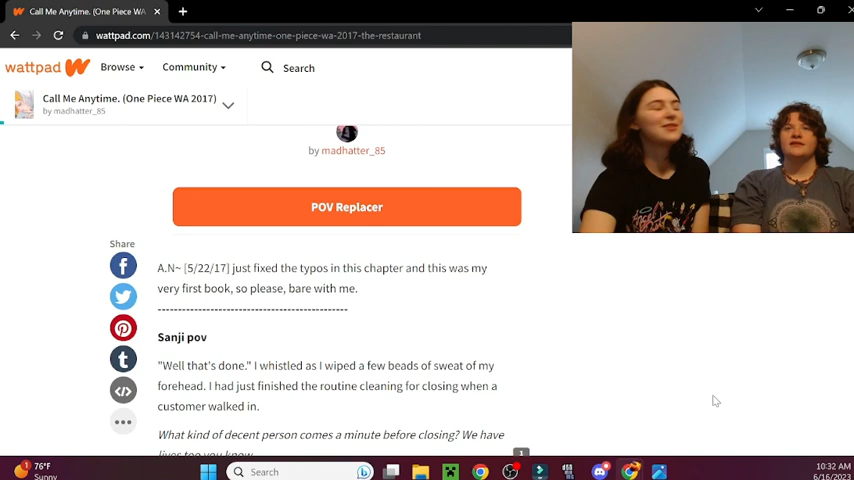 Call Me Anytime. (One Piece WA
wattpad.com/143142754-call-me-anytime-one-piece-wa-2017-the-restaurant
wattpad
Browse
Community
Search
Call Me Anytime. (One Piece WA 2017)
by madhatter_85
by madhatter_85
POV Replacer
Share
A.N~ [5/22/17] just fixed the typos in this chapter and this was my
very first book, so please, bare with me.
----------------------------------------------
Sanji pov
"Well that's done." I whistled as I wiped a few beads of sweat of my
forehead. I had just finished the routine cleaning for closing when a
customer walked in.
What kind of decent person comes a minute before closing? We have
lives too you know.
1
76°F
Sunny
Search
10:32 AM
6/16/2023